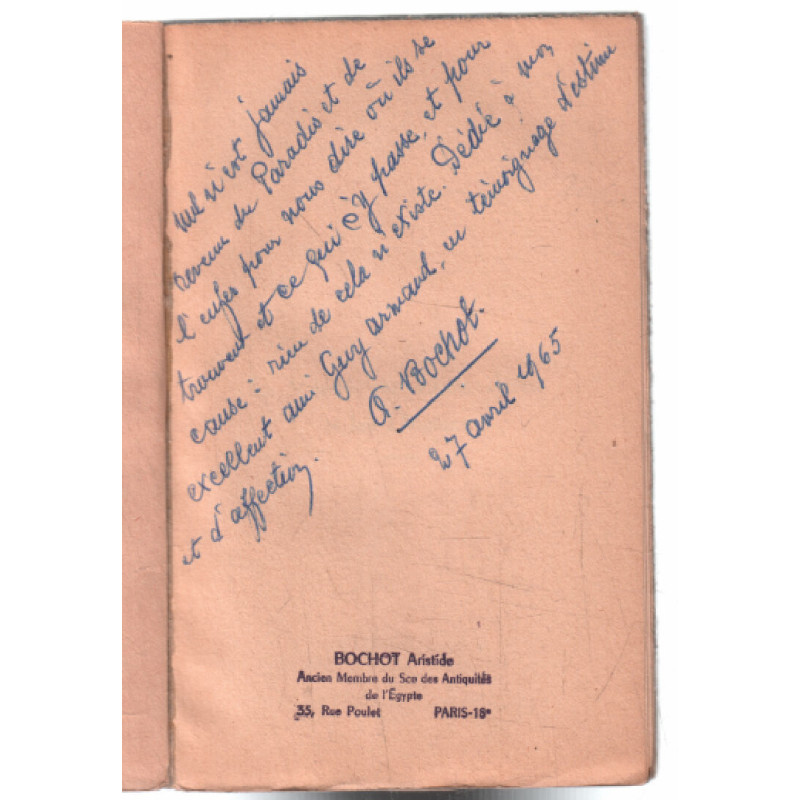 nul n'est jamais
revenu du Paradis et de
l'enfer pour nous dire où ils se
trouvent et ce qui s'y passe, et pour
cause : rien de cela n'existe. Dédié à mon
excellent ami Guy armand, en témoignage d'estime
et d'affection.
A. Bochot.
27 avril 1965
BOCHOT Aristide
Ancien Membre du Sce des Antiquités
de l'Égypte
35, Rue Poulet PARIS-18e